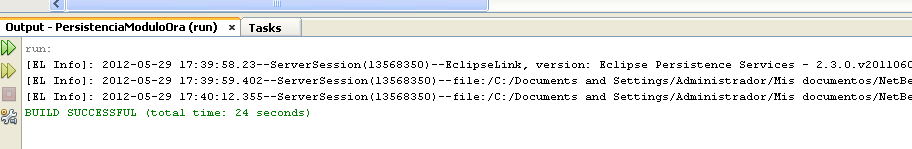 Output - PersistenciaModuloOra (run) × Tasks
run:
[EL Info]: 2012-05-29 17:39:58.23--ServerSession(13568350)--EclipseLink, version: Eclipse Persistence Services - 2.3.0.v2011060
[EL Info]: 2012-05-29 17:39:59.402--ServerSession(13568350)--file:/C:/Documents and Settings/Administrador/Mis documentos/NetBe
[EL Info]: 2012-05-29 17:40:12.355--ServerSession(13568350)--file:/C:/Documents and Settings/Administrador/Mis documentos/NetBe
BUILD SUCCESSFUL (total time: 24 seconds)